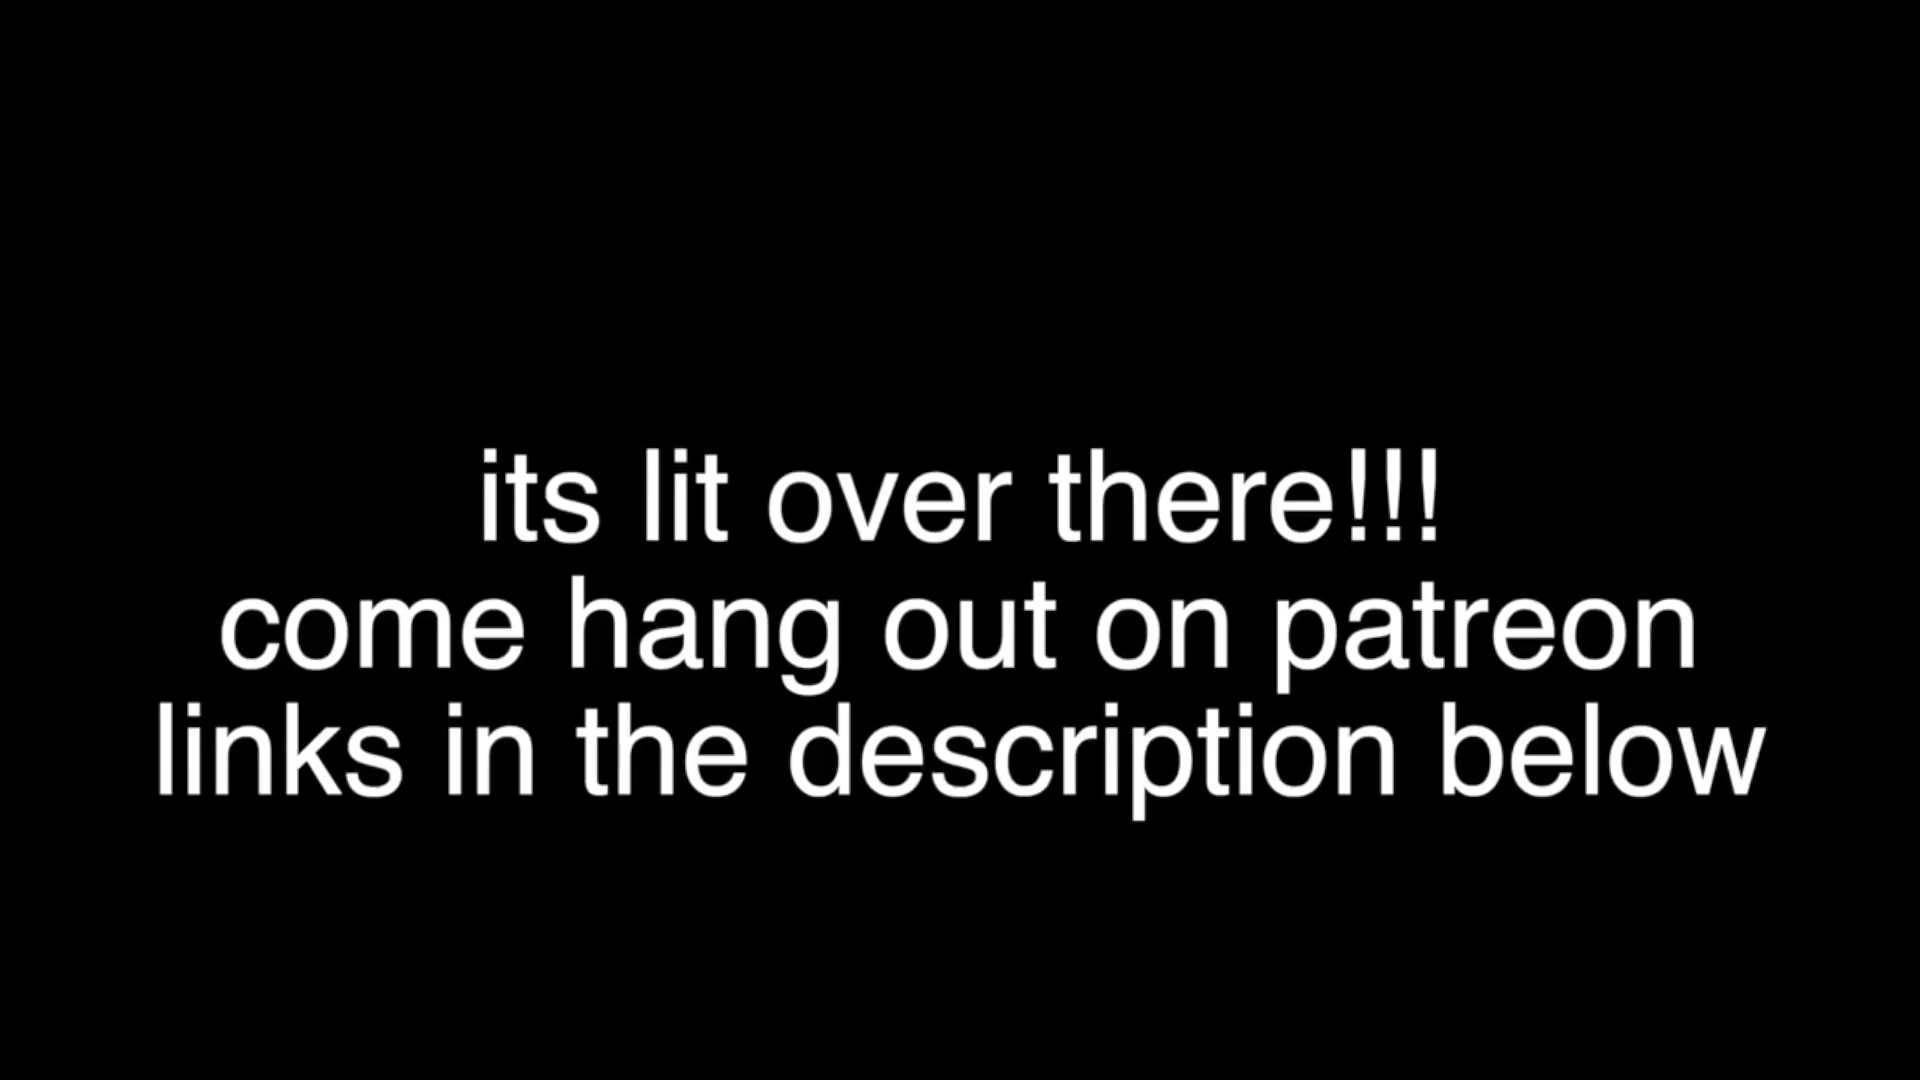 its lit over there!!!
come hang out on patreon
links in the description below